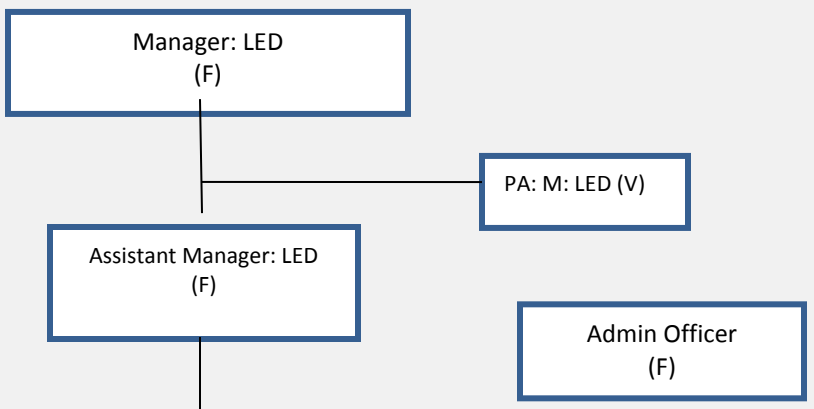 Manager: LED
(F)
PA: M: LED (V)
Assistant Manager: LED
(F)
Admin Officer
(F)